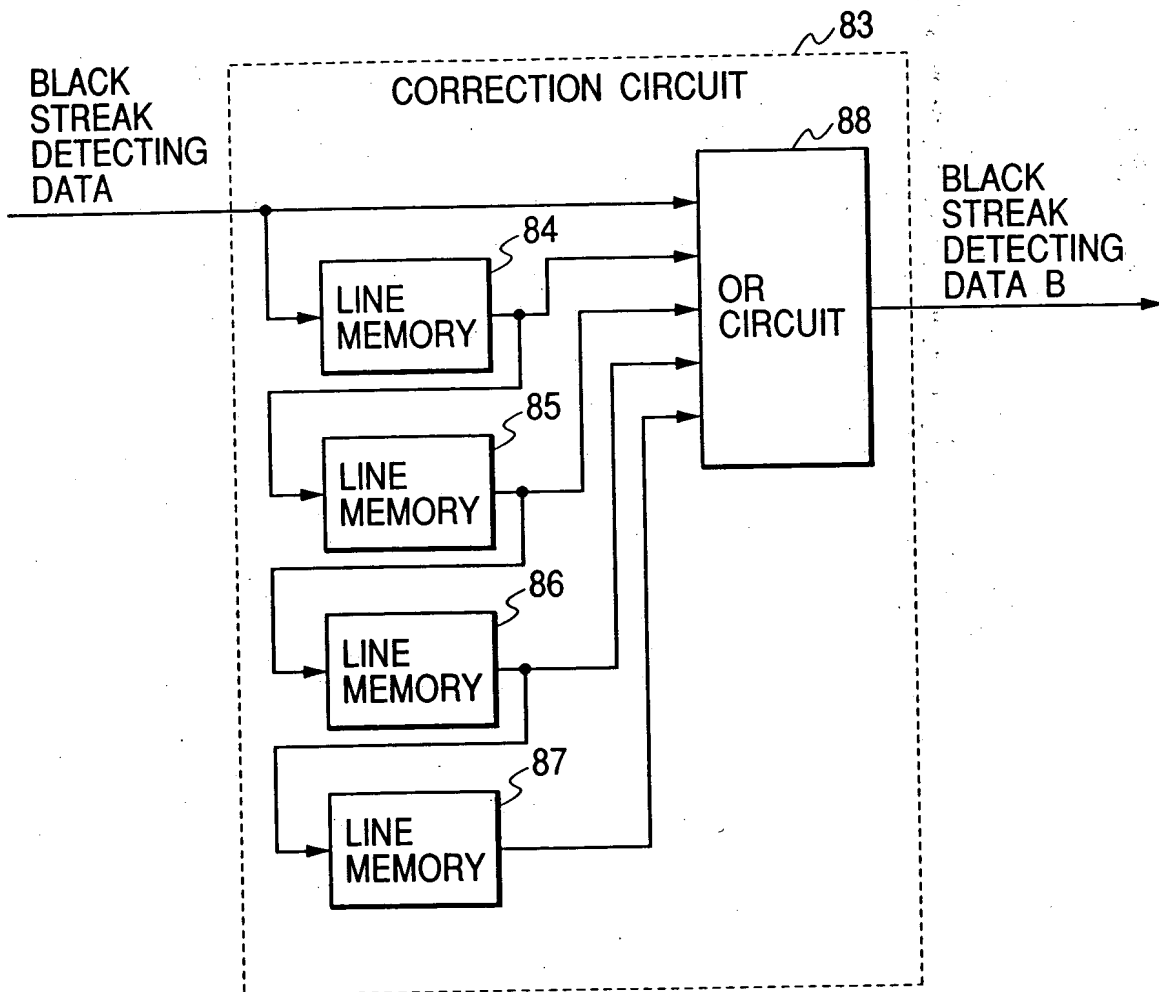 83
BLACK
STREAK
DETECTING
DATA
CORRECTION CIRCUIT
88
BLACK
STREAK
DETECTING
DATA B
OR
CIRCUIT
84
LINE
MEMORY
85
LINE
MEMORY
86
LINE
MEMORY
87
LINE
MEMORY